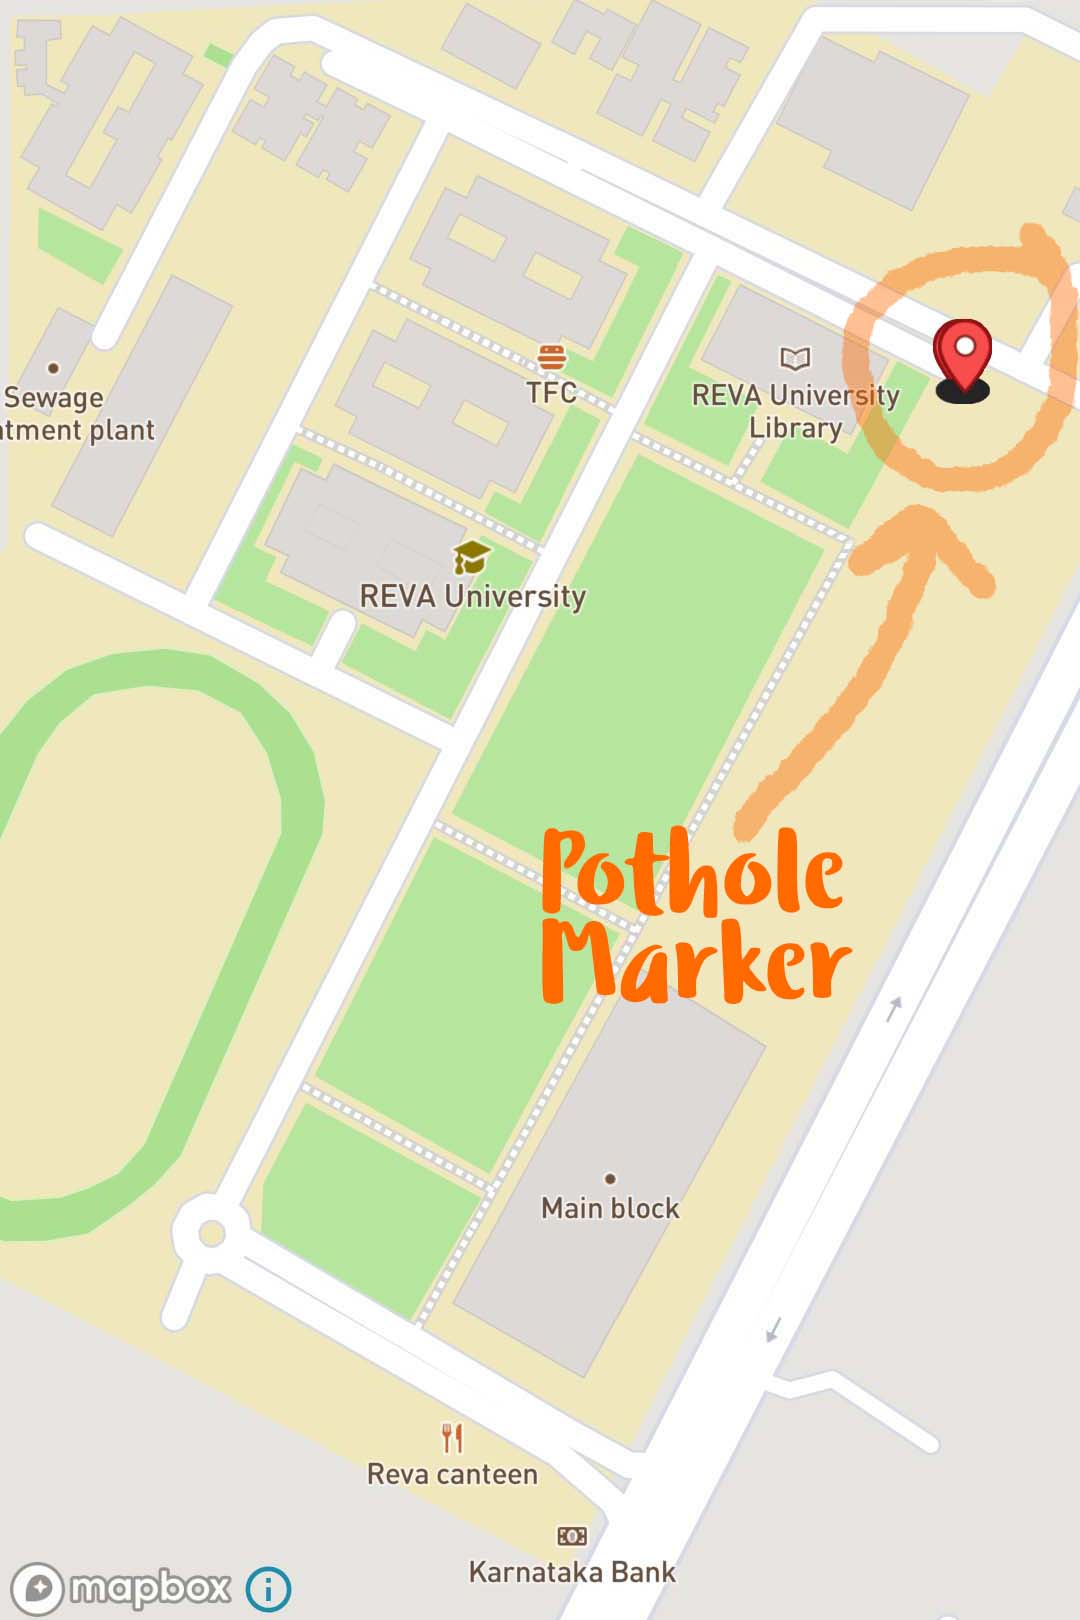 TFC
REVA University
Library
Sewage
atment plant
REVA University
Pothole
Marker
Main block
Reva canteen
Karnataka Bank
mapbox